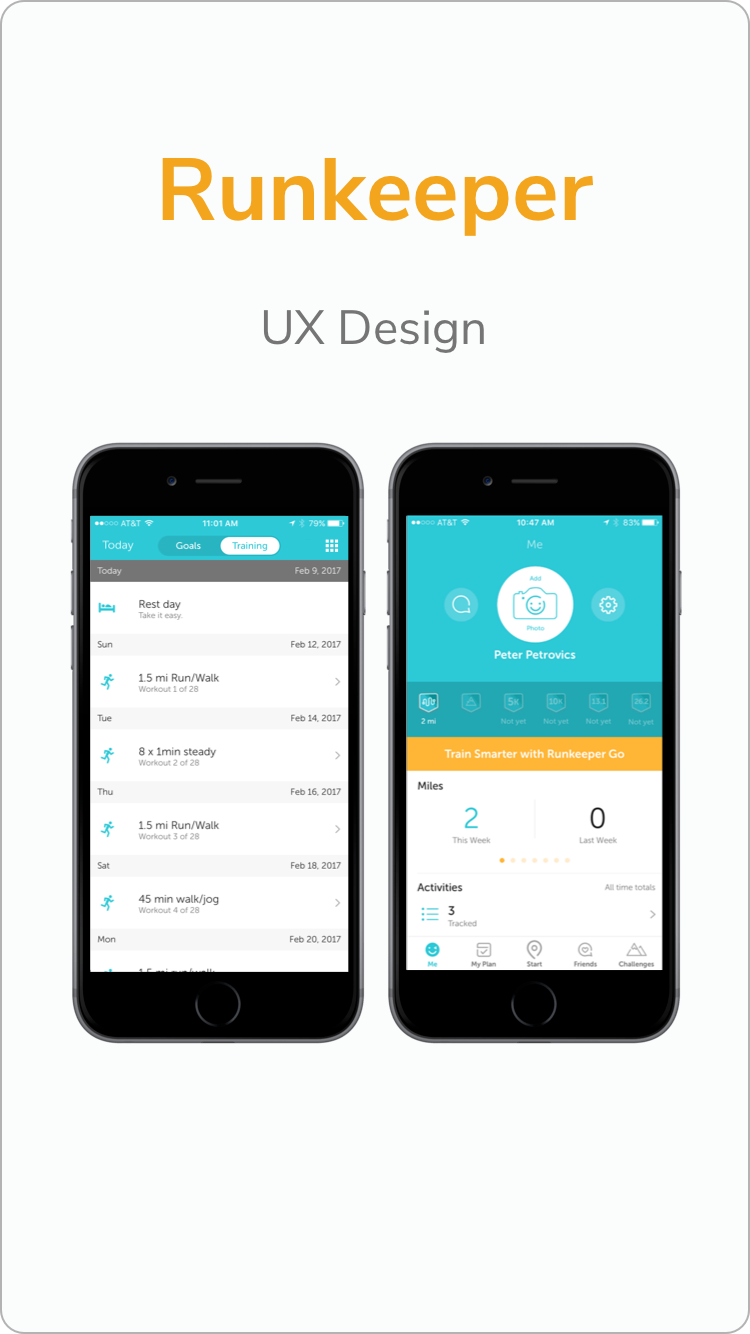 Runkeeper
UX Design
AT&T 11:01 AM 79%
Today Goals Training
Today Feb 9, 2017
Rest day
Take it easy.
Sun Feb 12, 2017
1.5 mi Run/Walk
Workout 1 of 28
Tue Feb 14, 2017
8 x 1min steady
Workout 2 of 28
Thu Feb 16, 2017
1.5 mi Run/Walk
Workout 3 of 28
Sat Feb 18, 2017
45 min walk/jog
Workout 4 of 28
Mon Feb 20, 2017
1.5 mi run/walk
AT&T 10:47 AM 83%
Me
Add
Photo
Peter Petrovics
5K 10K 13.1 26.2
2 mi Not yet Not yet Not yet Not yet
Train Smarter with Runkeeper Go
Miles
2 0
This Week Last Week
Activities All time totals
3
Tracked
Me My Plan Start Friends Challenges